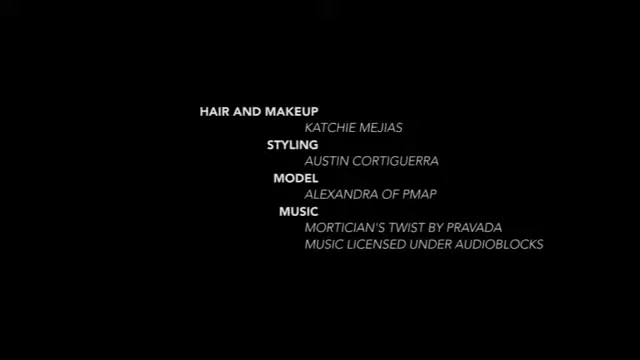 HAIR AND MAKEUP
KATCHIE MEJIAS
STYLING
AUSTIN CORTIGUERRA
MODEL
ALEXANDRA OF PMAP
MUSIC
MORTICIAN'S TWIST BY PRAVADA
MUSIC LICENSED UNDER AUDIOBLOCKS